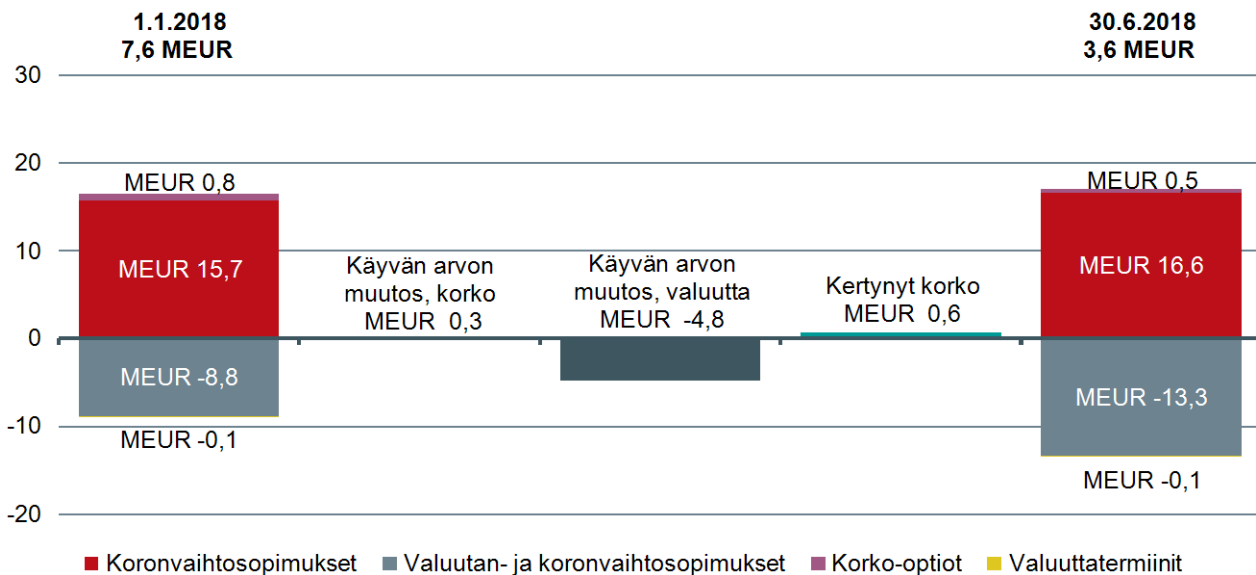 1.1.2018
7,6 MEUR
30.6.2018
3,6 MEUR
30
20
10
0
-10
-20
MEUR 0,8
MEUR 15,7
MEUR -8,8
MEUR -0,1
Käyvän arvon
muutos, korko
MEUR 0,3
Käyvän arvon
muutos, valuutta
MEUR -4,8
Kertynyt korko
MEUR 0,6
MEUR 0,5
MEUR 16,6
MEUR -13,3
MEUR -0,1
Koronvaihtosopimukset
Valuutan- ja koronvaihtosopimukset
Korko-optiot
Valuuttatermiinit